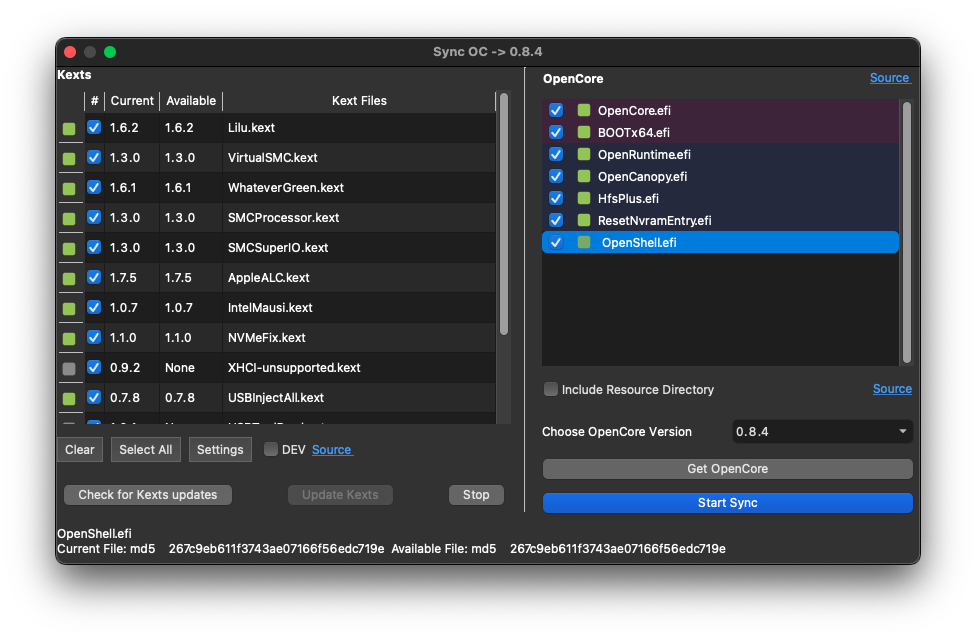 Sync OC -> 0.8.4
Kexts
# Current Available Kext Files
1.6.2 1.6.2 Lilu.kext
1.3.0 1.3.0 VirtualSMC.kext
1.6.1 1.6.1 WhateverGreen.kext
1.3.0 1.3.0 SMCProcessor.kext
1.3.0 1.3.0 SMCSuperIO.kext
1.7.5 1.7.5 AppleALC.kext
1.0.7 1.0.7 IntelMausi.kext
1.1.0 1.1.0 NVMeFix.kext
0.9.2 None XHCI-unsupported.kext
0.7.8 0.7.8 USBInjectAll.kext
Clear Select All Settings DEV Source
Check for Kexts updates Update Kexts Stop
OpenCore Source
OpenCore.efi
BOOTx64.efi
OpenRuntime.efi
OpenCanopy.efi
HfsPlus.efi
ResetNvramEntry.efi
OpenShell.efi
Include Resource Directory Source
Choose OpenCore Version 0.8.4
Get OpenCore
Start Sync
OpenShell.efi
Current File: md5 267c9eb611f3743ae07166f56edc719e Available File: md5 267c9eb611f3743ae07166f56edc719e